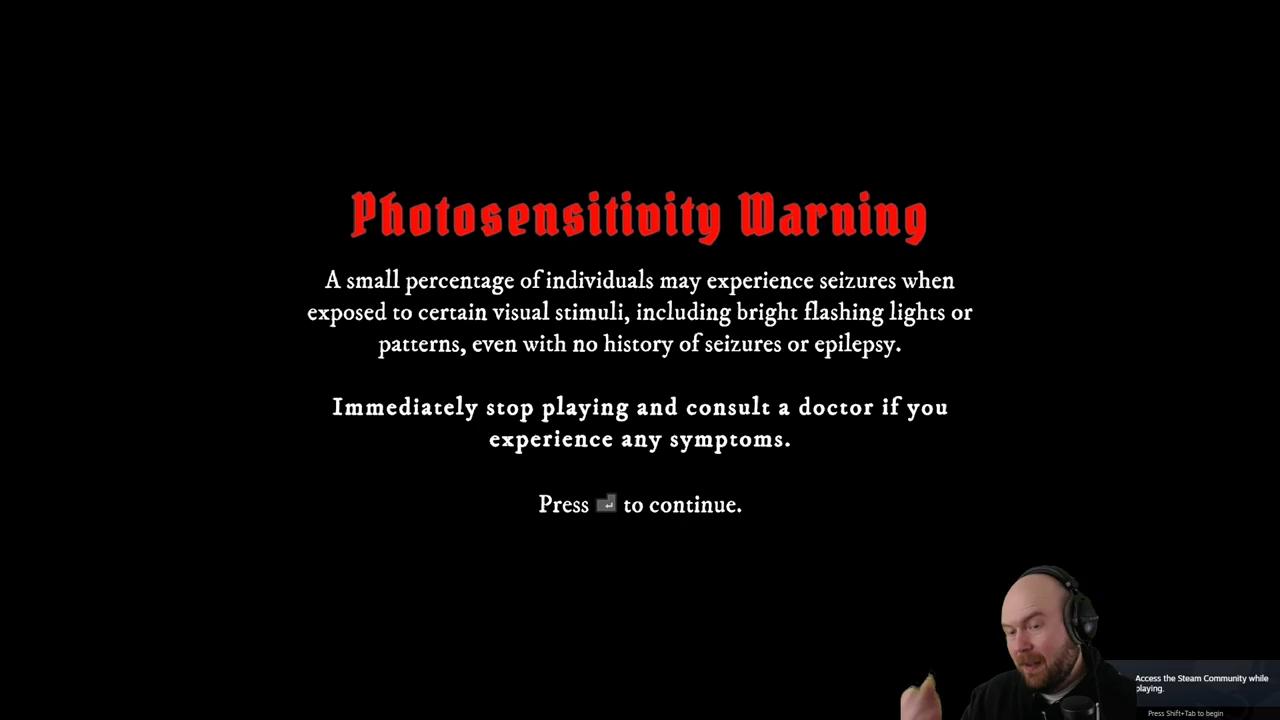 Photosensitivity Warning
A small percentage of individuals may experience seizures when
exposed to certain visual stimuli, including bright flashing lights or
patterns, even with no history of seizures or epilepsy.
Immediately stop playing and consult a doctor if you
experience any symptoms.
Press ↵ to continue.
Access the Steam Community while
playing.
Press Shift+Tab to begin